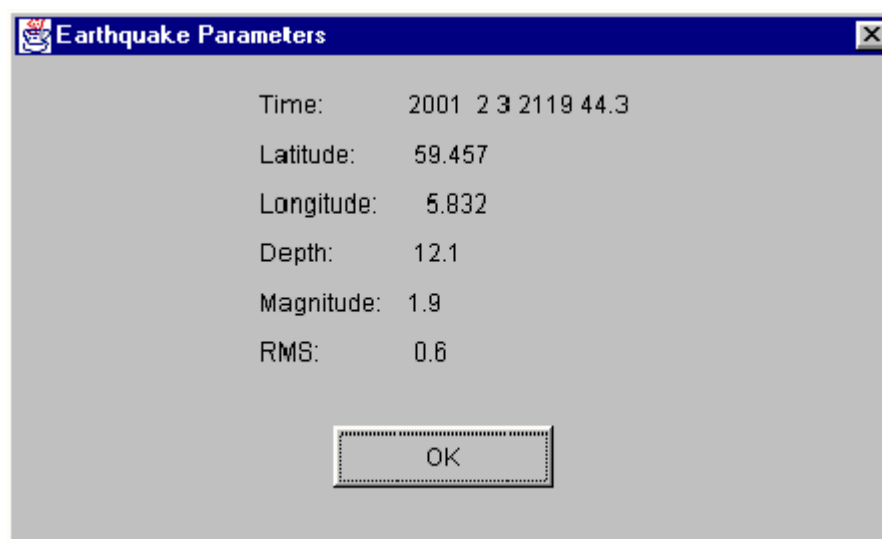 Earthquake Parameters
Time: 2001 2 3 2119 44.3
Latitude: 59.457
Longitude: 5.832
Depth: 12.1
Magnitude: 1.9
RMS: 0.6
OK